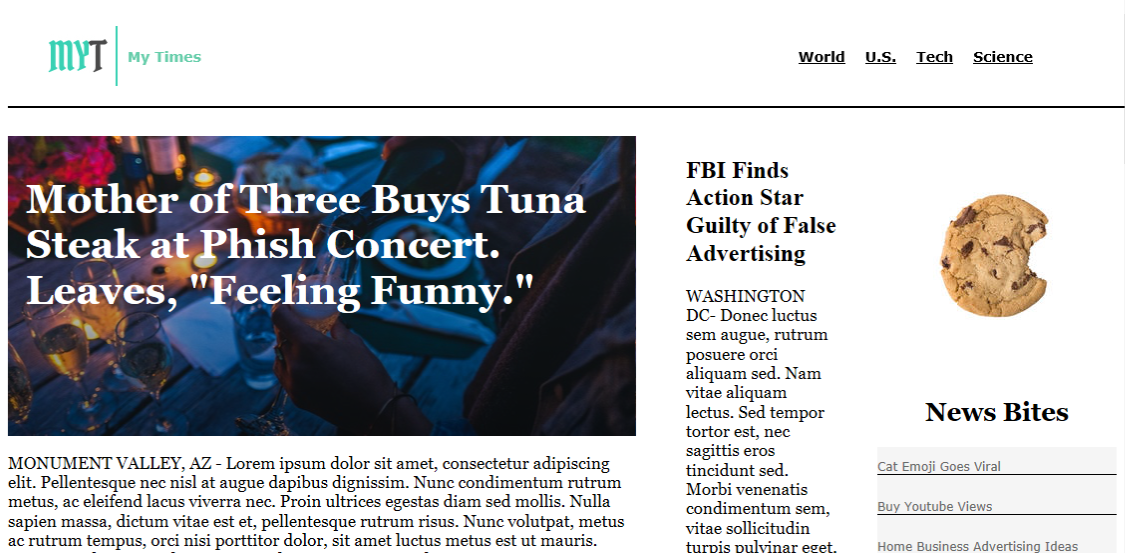 MYT
My Times
World U.S. Tech Science
Mother of Three Buys Tuna
Steak at Phish Concert.
Leaves, "Feeling Funny."
MONUMENT VALLEY, AZ - Lorem ipsum dolor sit amet, consectetur adipiscing
elit. Pellentesque nec nisl at augue dapibus dignissim. Nunc condimentum rutrum
metus, ac eleifend lacus viverra nec. Proin ultrices egestas diam sed mollis. Nulla
sapien massa, dictum vitae est et, pellentesque rutrum risus. Nunc volutpat, metus
ac rutrum tempus, orci nisi porttitor dolor, sit amet luctus metus est ut mauris.
FBI Finds
Action Star
Guilty of False
Advertising
WASHINGTON
DC- Donec luctus
sem augue, rutrum
posuere orci
aliquam sed. Nam
vitae aliquam
lectus. Sed tempor
tortor est, nec
sagittis eros
tincidunt sed.
Morbi venenatis
condimentum sem,
vitae sollicitudin
turpis pulvinar eget.
News Bites
Cat Emoji Goes Viral
Buy Youtube Views
Home Business Advertising Ideas